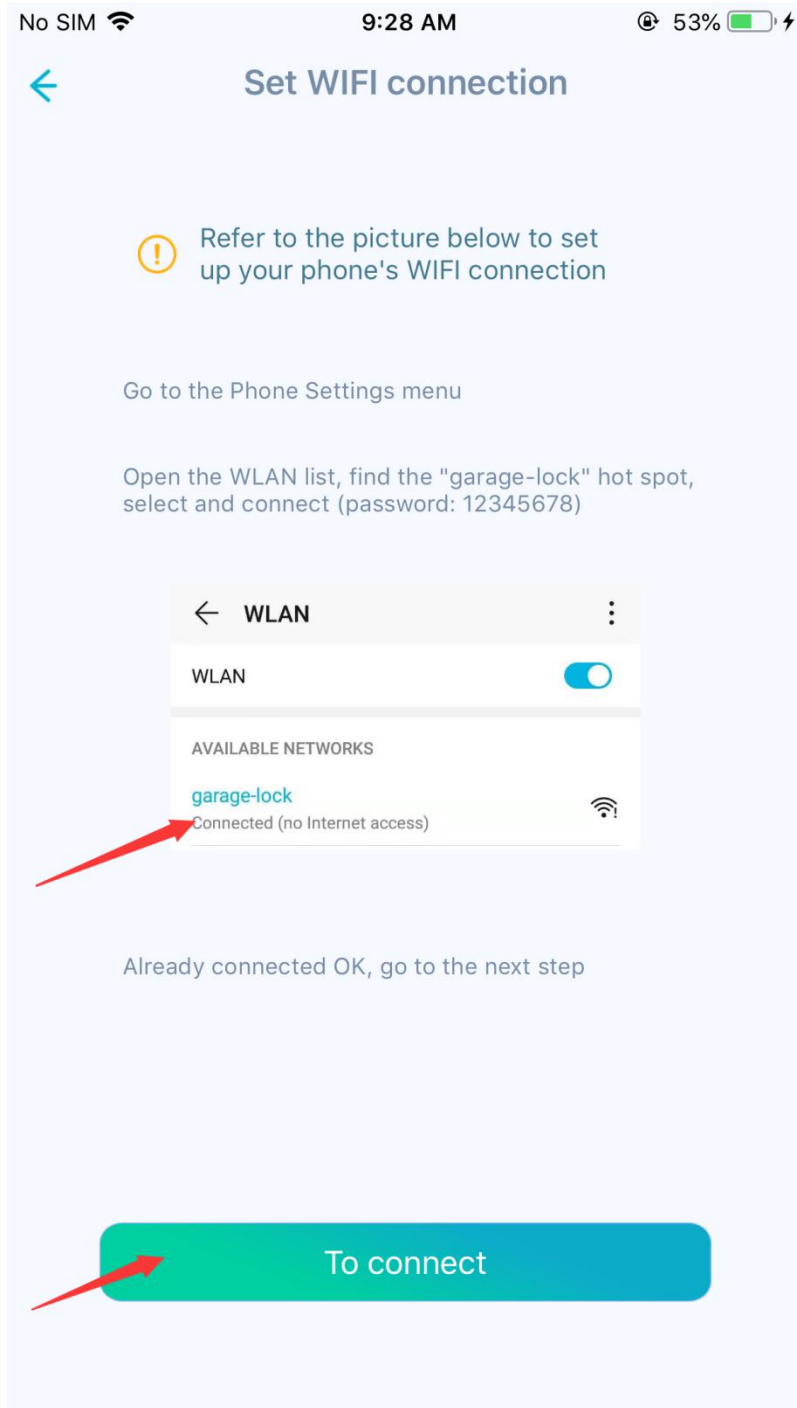 No SIM 9:28 AM 53%
Set WIFI connection
Refer to the picture below to set
up your phone's WIFI connection
Go to the Phone Settings menu
Open the WLAN list, find the "garage-lock" hot spot,
select and connect (password: 12345678)
WLAN
WLAN
AVAILABLE NETWORKS
garage-lock
Connected (no Internet access)
Already connected OK, go to the next step
To connect